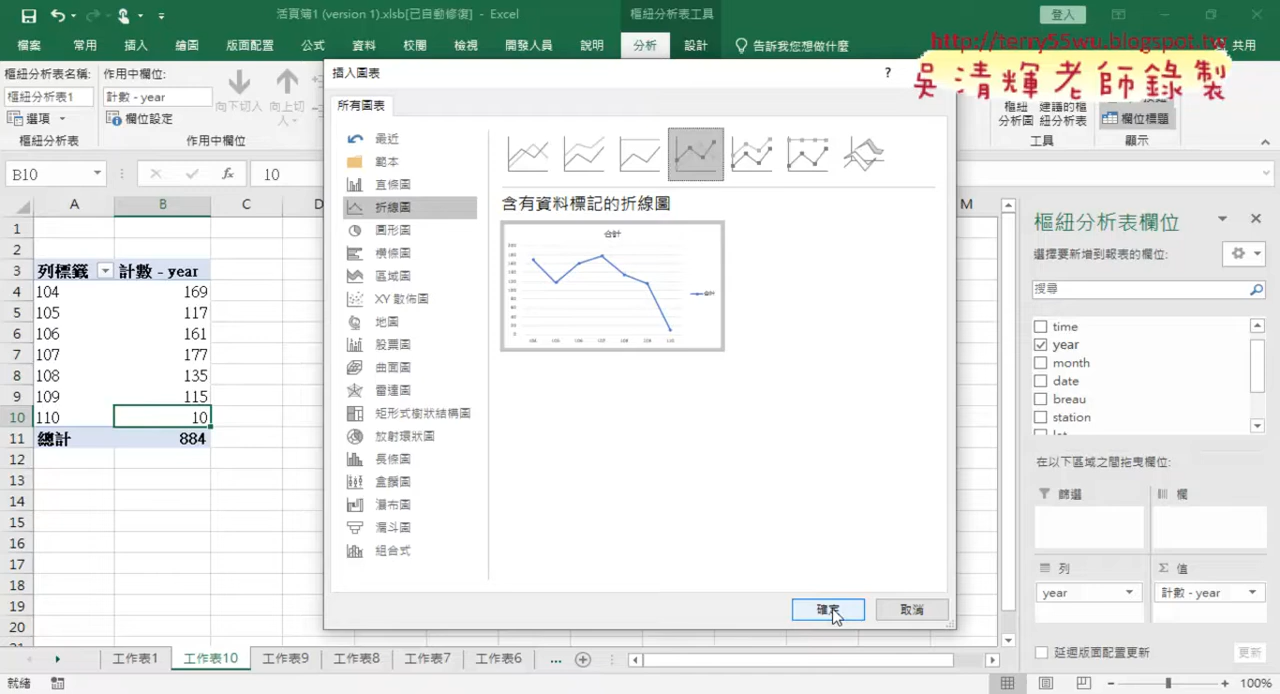 活頁簿1 (version 1).xlsb[已自動修復] - Excel
樞紐分析表工具
登入
檔案 常用 插入 繪圖 版面配置 公式 資料 校閱 檢視 開發人員 說明 分析 設計 告訴我您想做什麼 共用
http://terry55wu.blogspot.tw
吳清輝老師錄製
樞紐分析表名稱:
樞紐分析表1
選項
樞紐分析表
作用中欄位:
計數 - year
欄位設定
向下切入
向上切入
作用中欄位
樞紐分析圖
建議的樞紐分析表
工具
欄位標題
顯示
B10
fx
10
A B C D M
1
2
3 列標籤 計數 - year
4 104 169
5 105 117
6 106 161
7 107 177
8 108 135
9 109 115
10 110 10
11 總計 884
12
13
14
15
16
17
18
19
20
插入圖表
?
所有圖表
最近
範本
直條圖
折線圖
圓形圖
橫條圖
區域圖
XY 散佈圖
地圖
股票圖
曲面圖
雷達圖
矩形式樹狀結構圖
放射環狀圖
長條圖
盒鬚圖
瀑布圖
漏斗圖
組合式
含有資料標記的折線圖
合計
合計
確定
取消
樞紐分析表欄位
選擇要新增到報表的欄位:
搜尋
time
year
month
date
breau
station
在以下區域之間拖曳欄位:
篩選
欄
列
Σ 值
year
計數 - year
延遲版面配置更新
更新
工作表1 工作表10 工作表9 工作表8 工作表7 工作表6 ...
就緒
100%